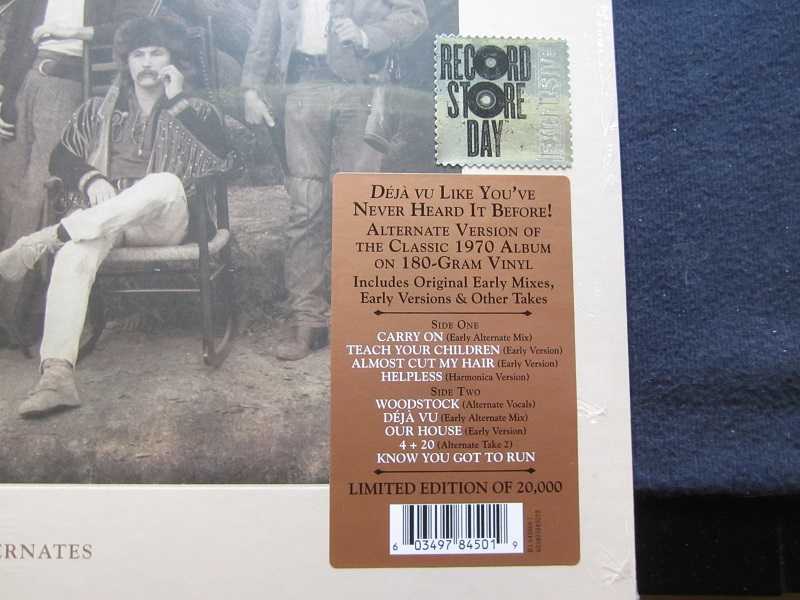 RECORD
STORE
DAY
EXCLUSIVE
DÉJÀ VU LIKE YOU'VE
NEVER HEARD IT BEFORE!
ALTERNATE VERSION OF
THE CLASSIC 1970 ALBUM
ON 180-GRAM VINYL
Includes Original Early Mixes,
Early Versions & Other Takes
SIDE ONE
CARRY ON (Early Alternate Mix)
TEACH YOUR CHILDREN (Early Version)
ALMOST CUT MY HAIR (Early Version)
HELPLESS (Harmonica Version)
SIDE TWO
WOODSTOCK (Alternate Vocals)
DÉJÀ VU (Early Alternate Mix)
OUR HOUSE (Early Version)
4 + 20 (Alternate Take 2)
KNOW YOU GOT TO RUN
LIMITED EDITION OF 20,000
6 03497 84501 9
ERNATES